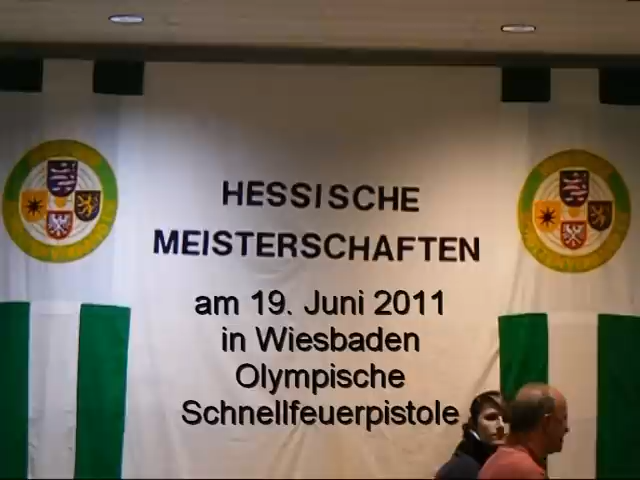 HESSISCHE
MEISTERSCHAFTEN
am 19. Juni 2011
in Wiesbaden
Olympische
Schnellfeuerpistole